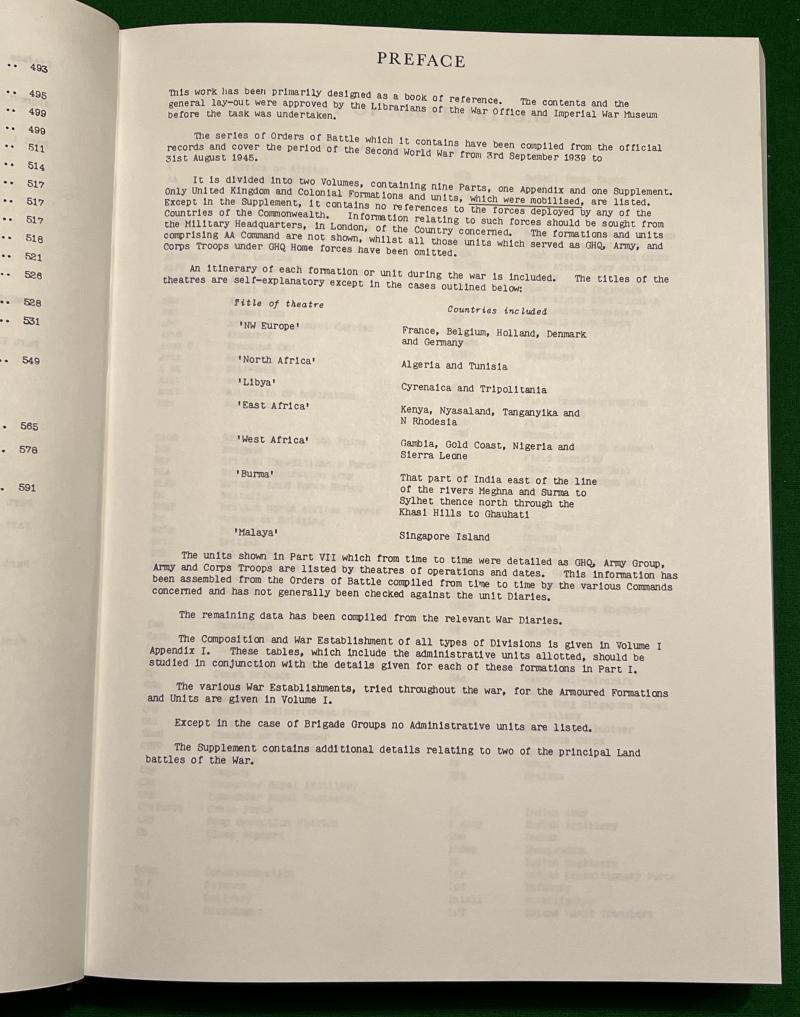 .. 493
.. 495
.. 499
.. 499
.. 511
.. 514
.. 517
.. 517
.. 517
.. 518
.. 521
.. 526
.. 528
.. 531
.. 549
. 565
. 578
. 591
PREFACE
This work has been primarily designed as a book of reference. The contents and the
general lay-out were approved by the Librarians of the War Office and Imperial War Museum
before the task was undertaken.
The series of Orders of Battle which it contains have been compiled from the official
records and cover the period of the Second World War from 3rd September 1939 to
31st August 1945.
It is divided into two Volumes, containing nine Parts, one Appendix and one Supplement.
Only United Kingdom and Colonial Formations and units, which were mobilised, are listed.
Except in the Supplement, it contains no references to the forces deployed by any of the
Countries of the Commonwealth. Information relating to such forces should be sought from
the Military Headquarters, in London, of the Country concerned. The formations and units
comprising AA Command are not shown, whilst all those units which served as GHQ, Army, and
Corps Troops under GHQ Home forces have been omitted.
An itinerary of each formation or unit during the war is included. The titles of the
theatres are self-explanatory except in the cases outlined below:
Title of theatre Countries included
'NW Europe' France, Belgium, Holland, Denmark
and Germany
'North Africa' Algeria and Tunisia
'Libya' Cyrenaica and Tripolitania
'East Africa' Kenya, Nyasaland, Tanganyika and
N Rhodesia
'West Africa' Gambia, Gold Coast, Nigeria and
Sierra Leone
'Burma' That part of India east of the line
of the rivers Meghna and Surma to
Sylhet thence north through the
Khasi Hills to Ghauhati
'Malaya' Singapore Island
The units shown in Part VII which from time to time were detailed as GHQ, Army Group,
Army and Corps Troops are listed by theatres of operations and dates. This information has
been assembled from the Orders of Battle compiled from time to time by the various Commands
concerned and has not generally been checked against the unit Diaries.
The remaining data has been compiled from the relevant War Diaries.
The Composition and War Establishment of all types of Divisions is given in Volume I
Appendix I. These tables, which include the administrative units allotted, should be
studied in conjunction with the details given for each of these formations in Part I.
The various War Establishments, tried throughout the war, for the Armoured Formations
and Units are given in Volume I.
Except in the case of Brigade Groups no Administrative units are listed.
The Supplement contains additional details relating to two of the principal Land
battles of the War.